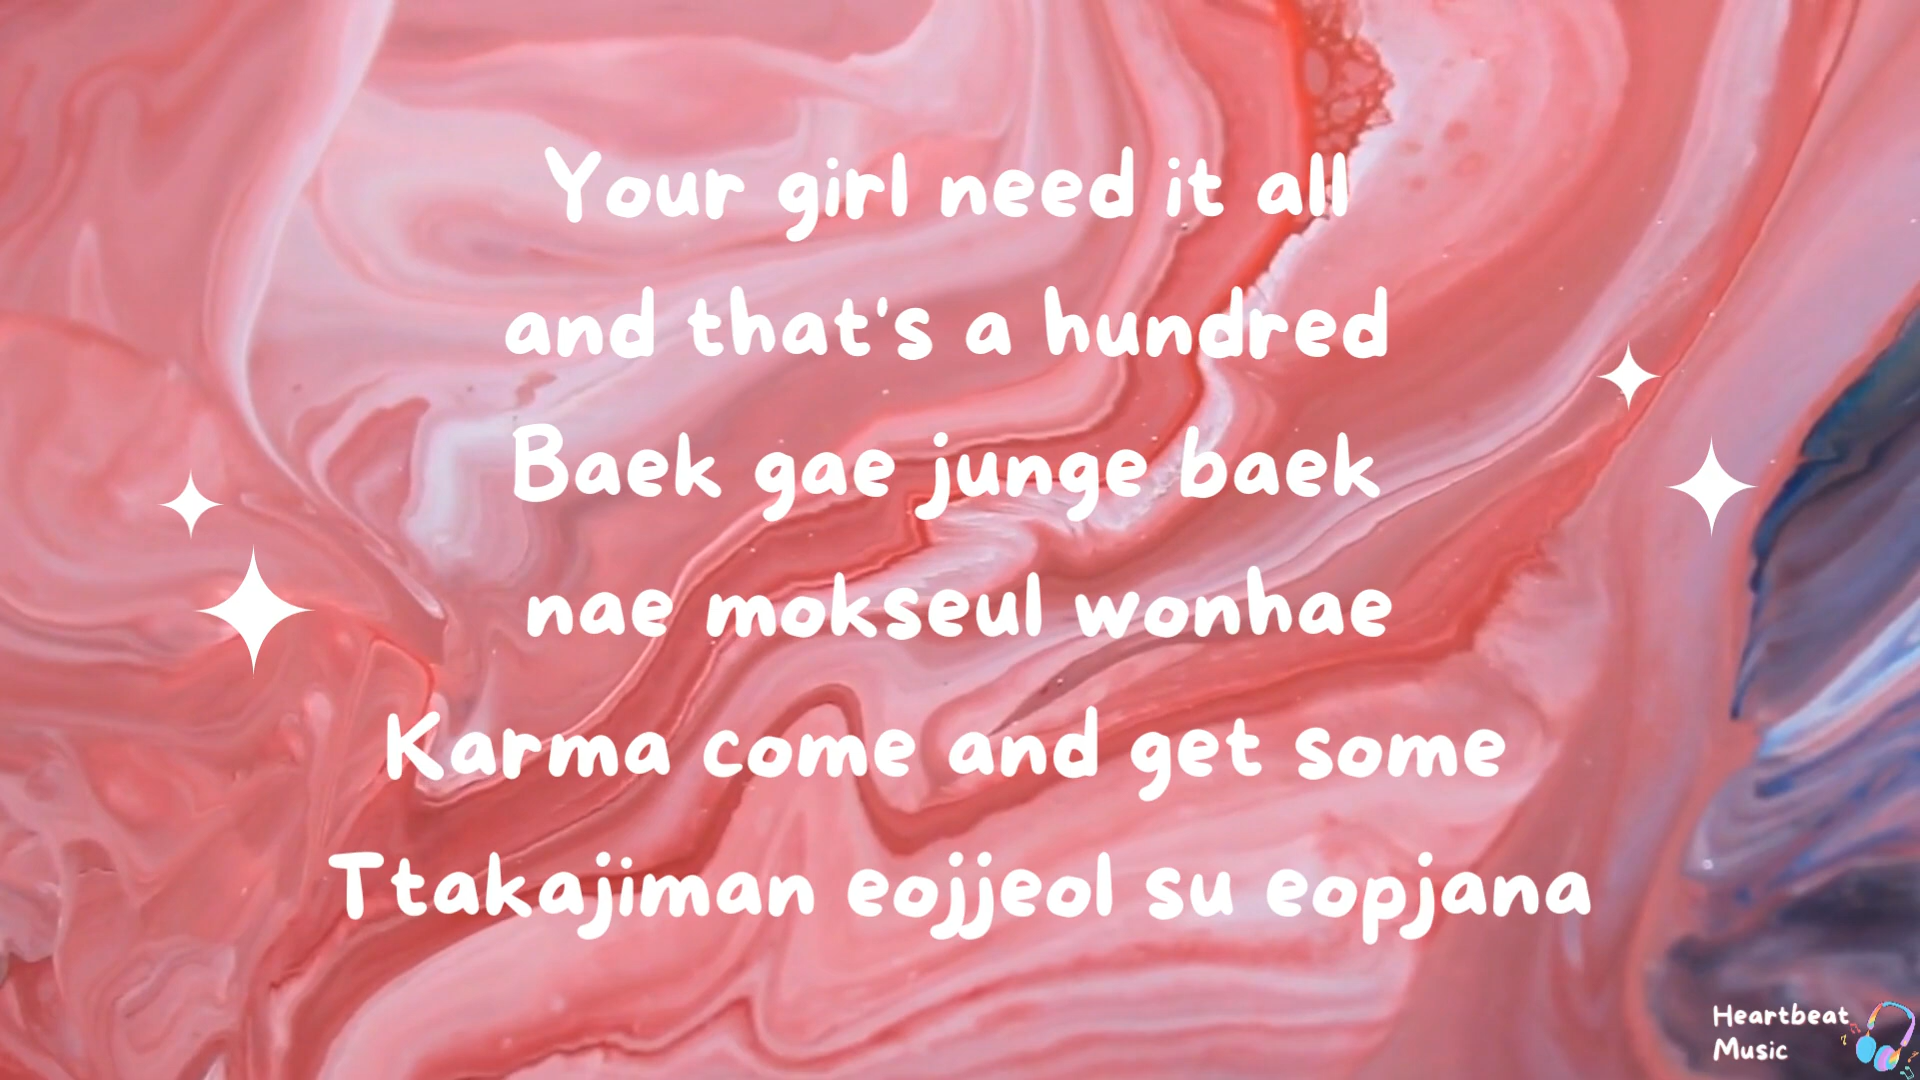 Your girl need it all
and that's a hundred
Baek gae junge baek
nae mokseul wonhae
Karma come and get some
Ttakajiman eojjeol su eopjana
Heartbeat
Music